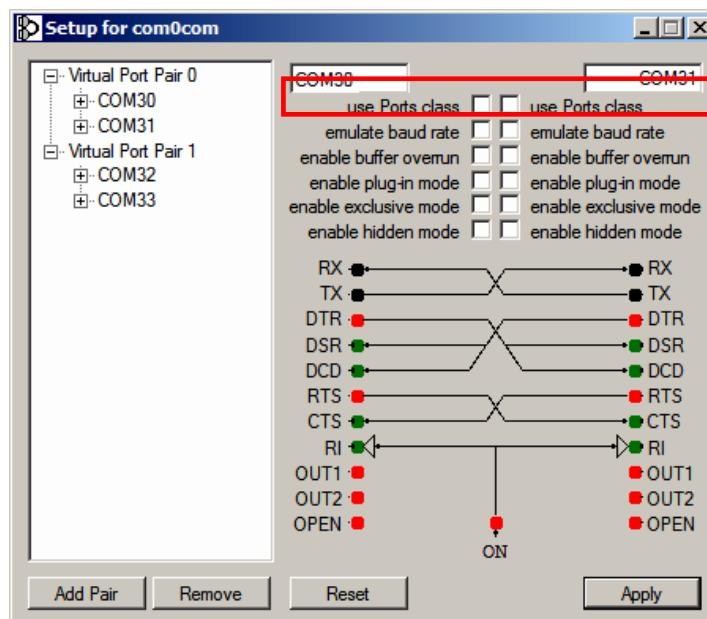 Setup for com0com
Virtual Port Pair 0
COM30
COM31
Virtual Port Pair 1
COM32
COM33
COM30 COM31
use Ports class use Ports class
emulate baud rate emulate baud rate
enable buffer overrun enable buffer overrun
enable plug-in mode enable plug-in mode
enable exclusive mode enable exclusive mode
enable hidden mode enable hidden mode
RX RX
TX TX
DTR DTR
DSR DSR
DCD DCD
RTS RTS
CTS CTS
RI RI
OUT1 OUT1
OUT2 OUT2
OPEN OPEN
ON
Add Pair Remove Reset Apply